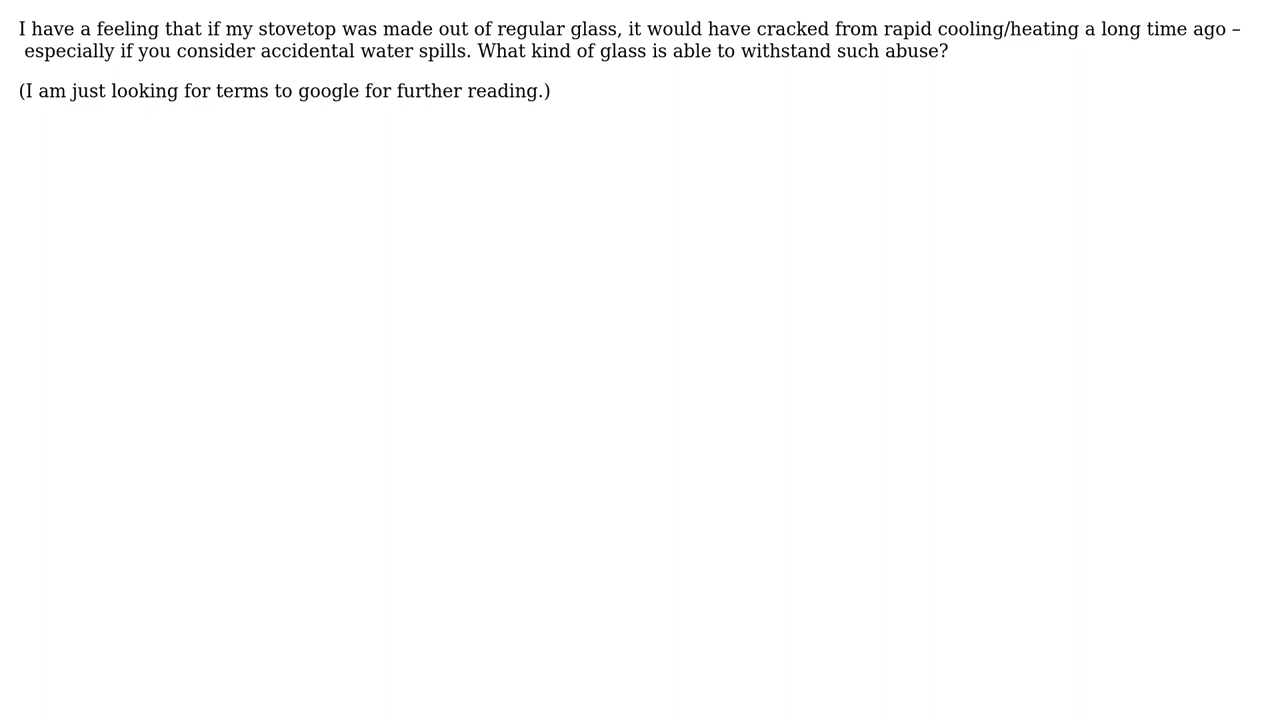 I have a feeling that if my stovetop was made out of regular glass, it would have cracked from rapid cooling/heating a long time ago –
especially if you consider accidental water spills. What kind of glass is able to withstand such abuse?
(I am just looking for terms to google for further reading.)